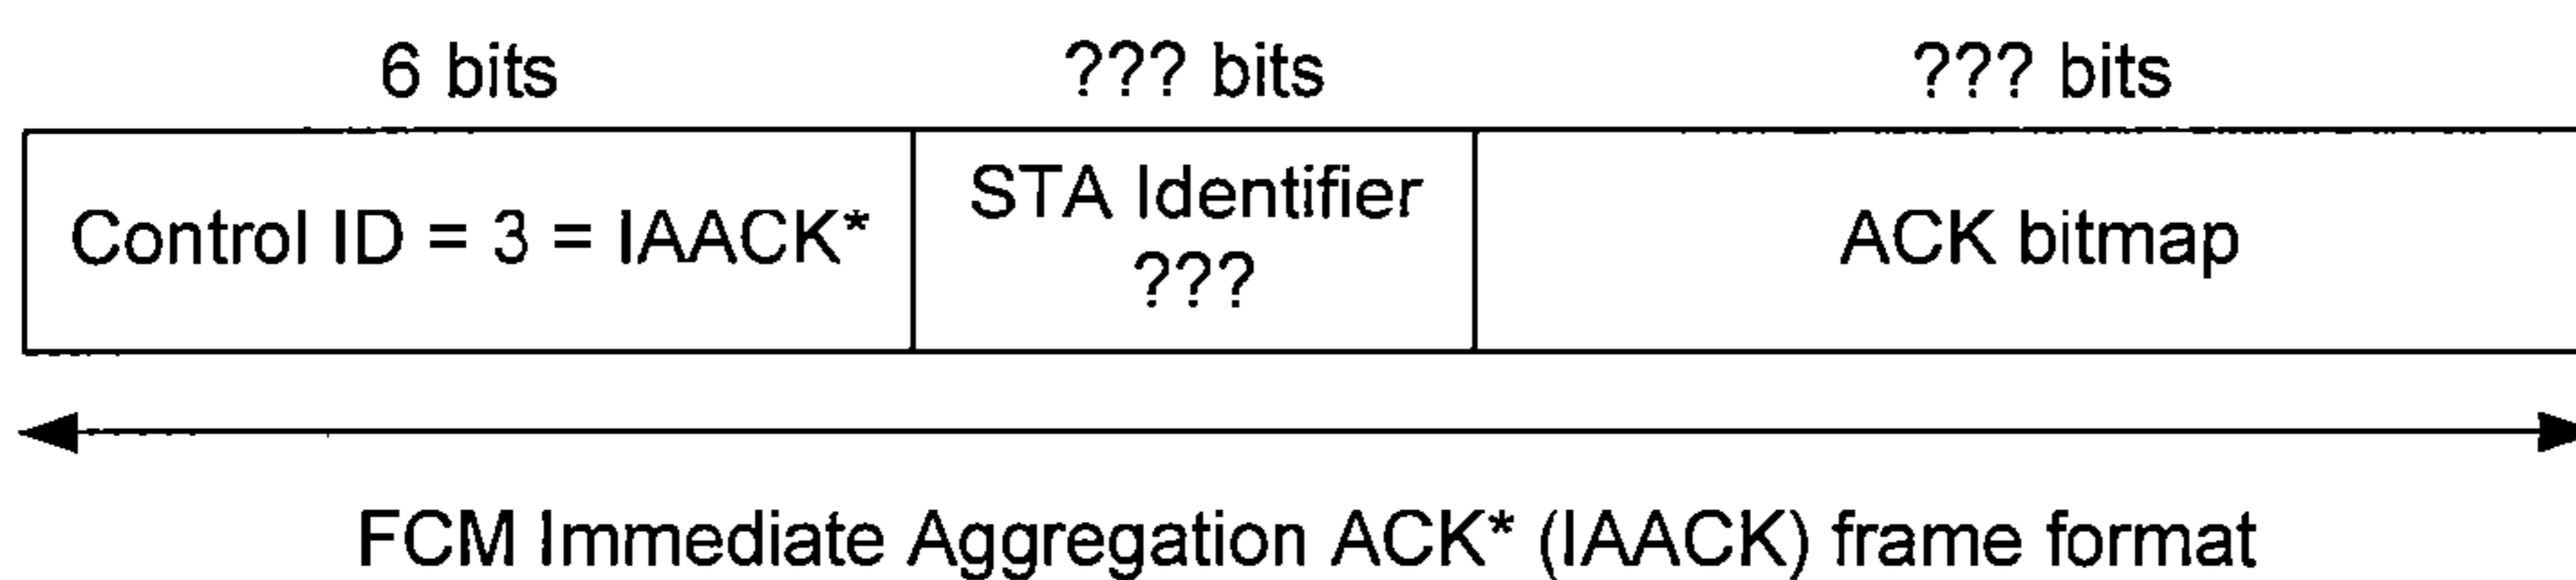 6 bits ??? bits ??? bits
Control ID = 3 = IAACK* STA Identifier ??? ACK bitmap
FCM Immediate Aggregation ACK* (IAACK) frame format